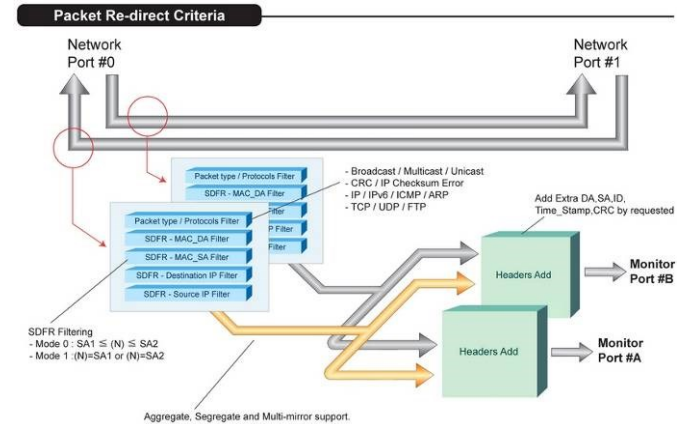 Packet Re-direct Criteria
Network
Port #0
Network
Port #1
Packet type / Protocols Filter
SDFR - MAC_DA Filter
Filter
P Filter
Filter
- Broadcast / Multicast / Unicast
- CRC / IP Checksum Error
- IP / IPv6 / ICMP / ARP
- TCP / UDP / FTP
Packet type / Protocols Filter
SDFR - MAC_DA Filter
SDFR - MAC_SA Filter
SDFR - Destination IP Filter
SDFR - Source IP Filter
Add Extra DA,SA,ID,
Time_Stamp,CRC by requested
Headers Add
Monitor
Port #B
Headers Add
Monitor
Port #A
SDFR Filtering
- Mode 0 : SA1 ≦ (N) ≦ SA2
- Mode 1 :(N)=SA1 or (N)=SA2
Aggregate, Segregate and Multi-mirror support.